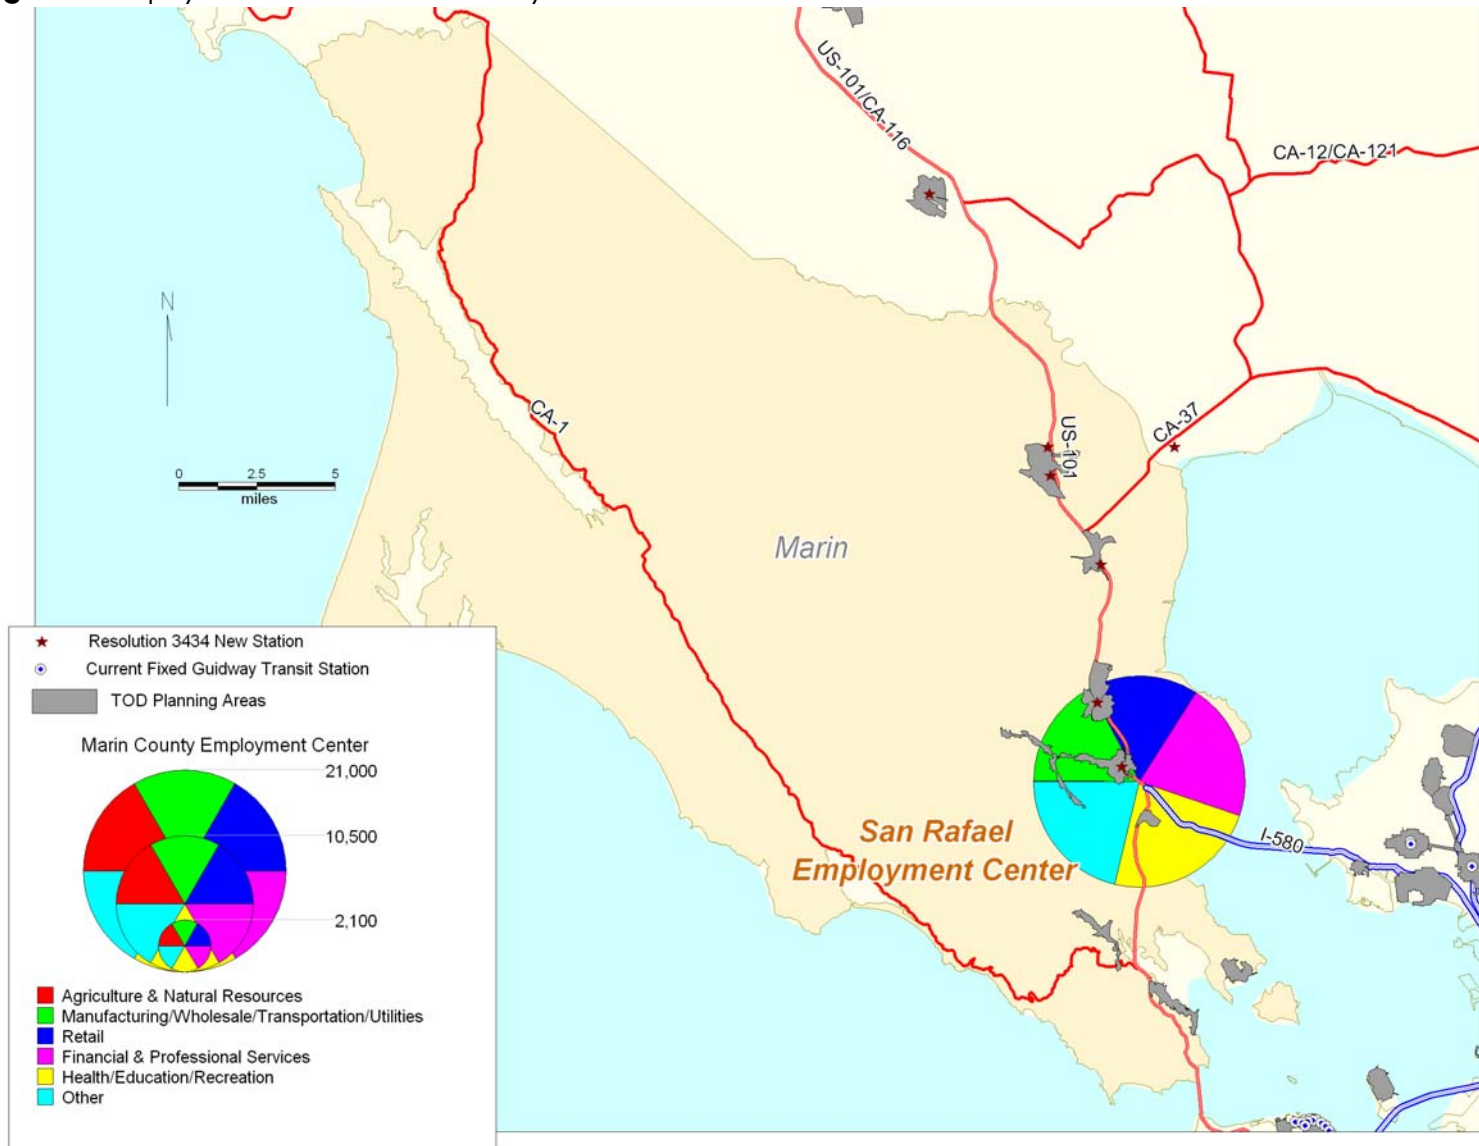 US-101/CA-116
CA-12/CA-121
N
CA-1
US-101
CA-37
0 2.5 5
miles
Marin
San Rafael
Employment Center
I-580
Resolution 3434 New Station
Current Fixed Guidway Transit Station
TOD Planning Areas
Marin County Employment Center
21,000
10,500
2,100
Agriculture & Natural Resources
Manufacturing/Wholesale/Transportation/Utilities
Retail
Financial & Professional Services
Health/Education/Recreation
Other